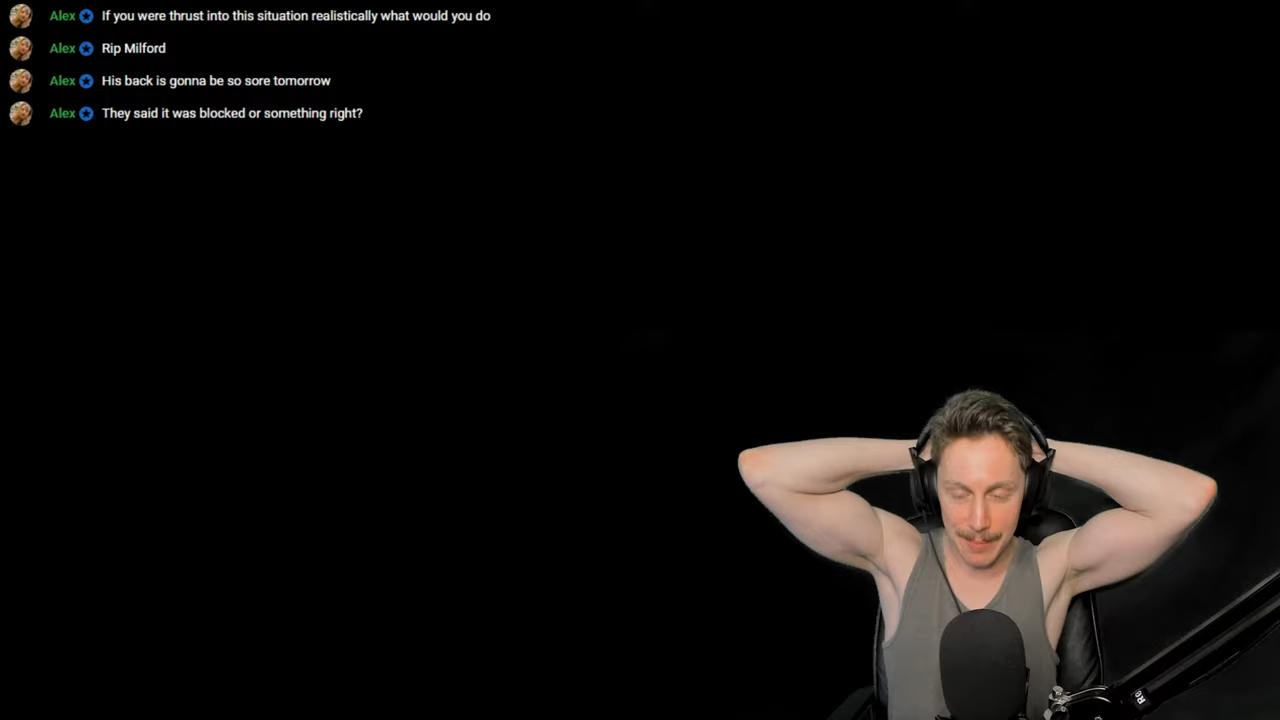 Alex If you were thrust into this situation realistically what would you do
Alex Rip Milford
Alex His back is gonna be so sore tomorrow
Alex They said it was blocked or something right?